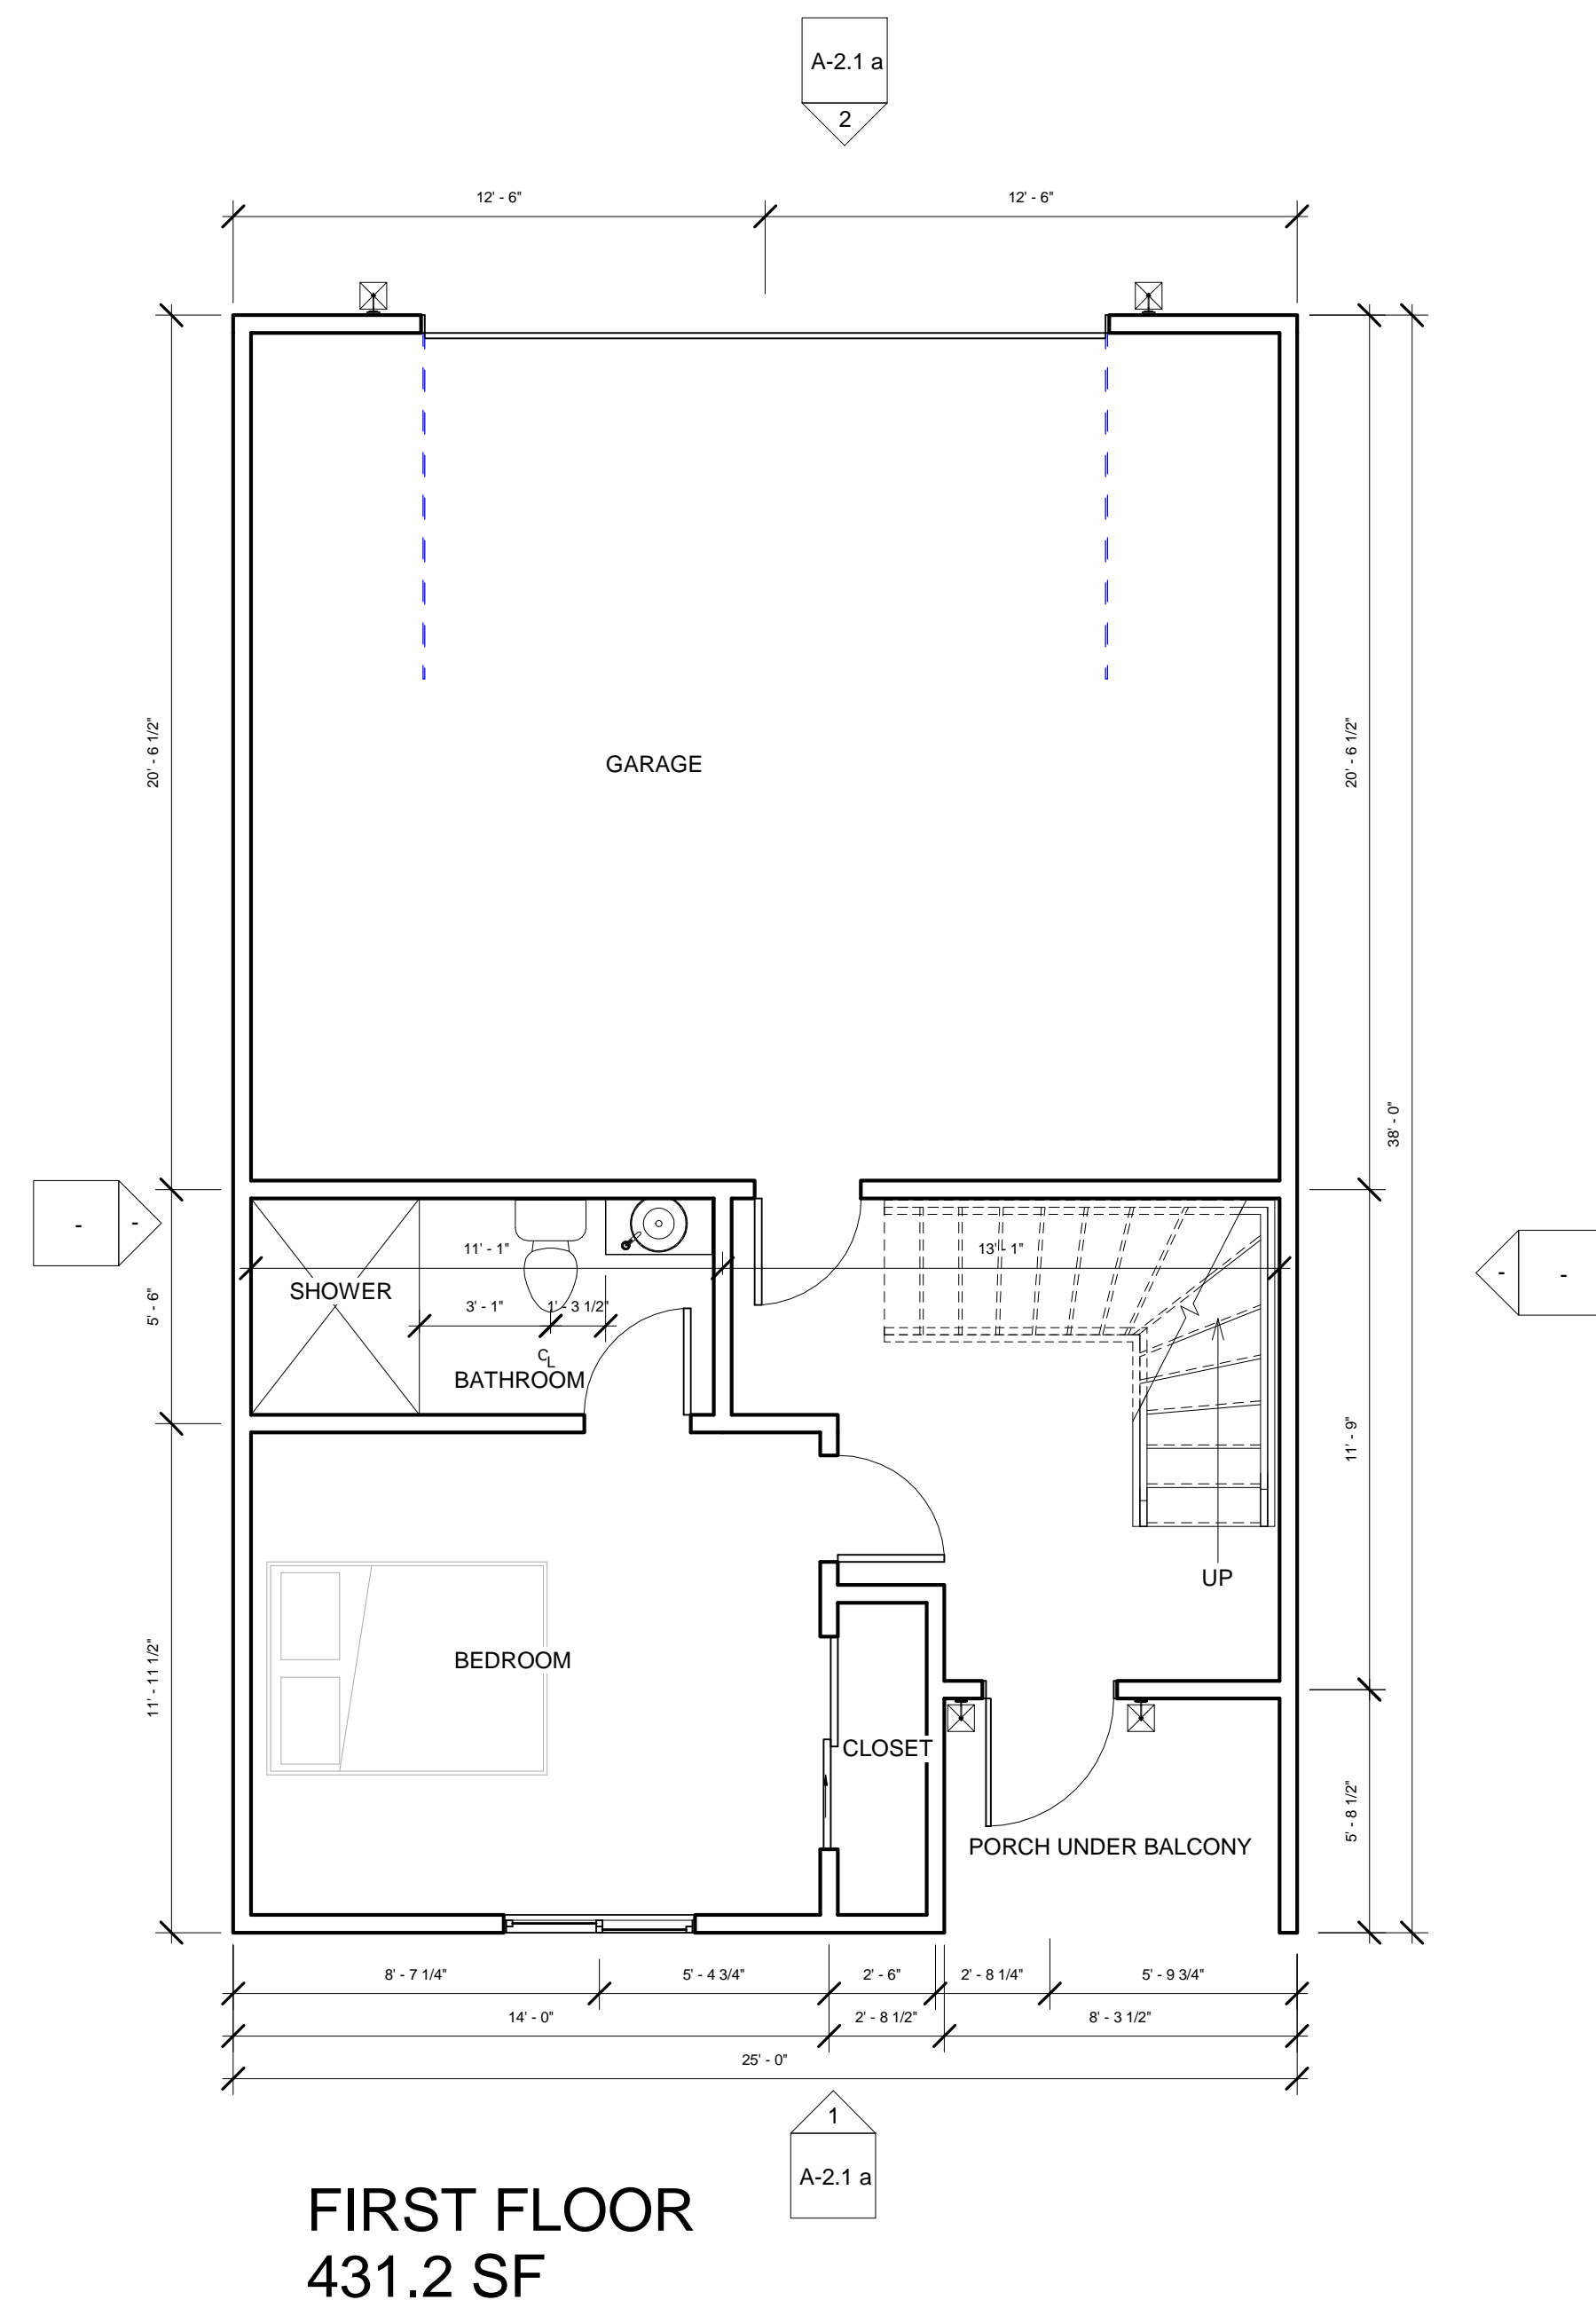 A-2.1 a
2
12' - 6"
12' - 6"
20' - 6 1/2"
20' - 6 1/2"
GARAGE
38' - 0"
-
-
11' - 1"
13' - 1"
-
-
SHOWER
3' - 1"
1' - 3 1/2"
5' - 6"
CL
BATHROOM
11' - 9"
UP
BEDROOM
11' - 11 1/2"
CLOSET
5' - 8 1/2"
PORCH UNDER BALCONY
8' - 7 1/4"
5' - 4 3/4"
2' - 6"
2' - 8 1/4"
5' - 9 3/4"
14' - 0"
2' - 8 1/2"
8' - 3 1/2"
25' - 0"
1
A-2.1 a
FIRST FLOOR
431.2 SF